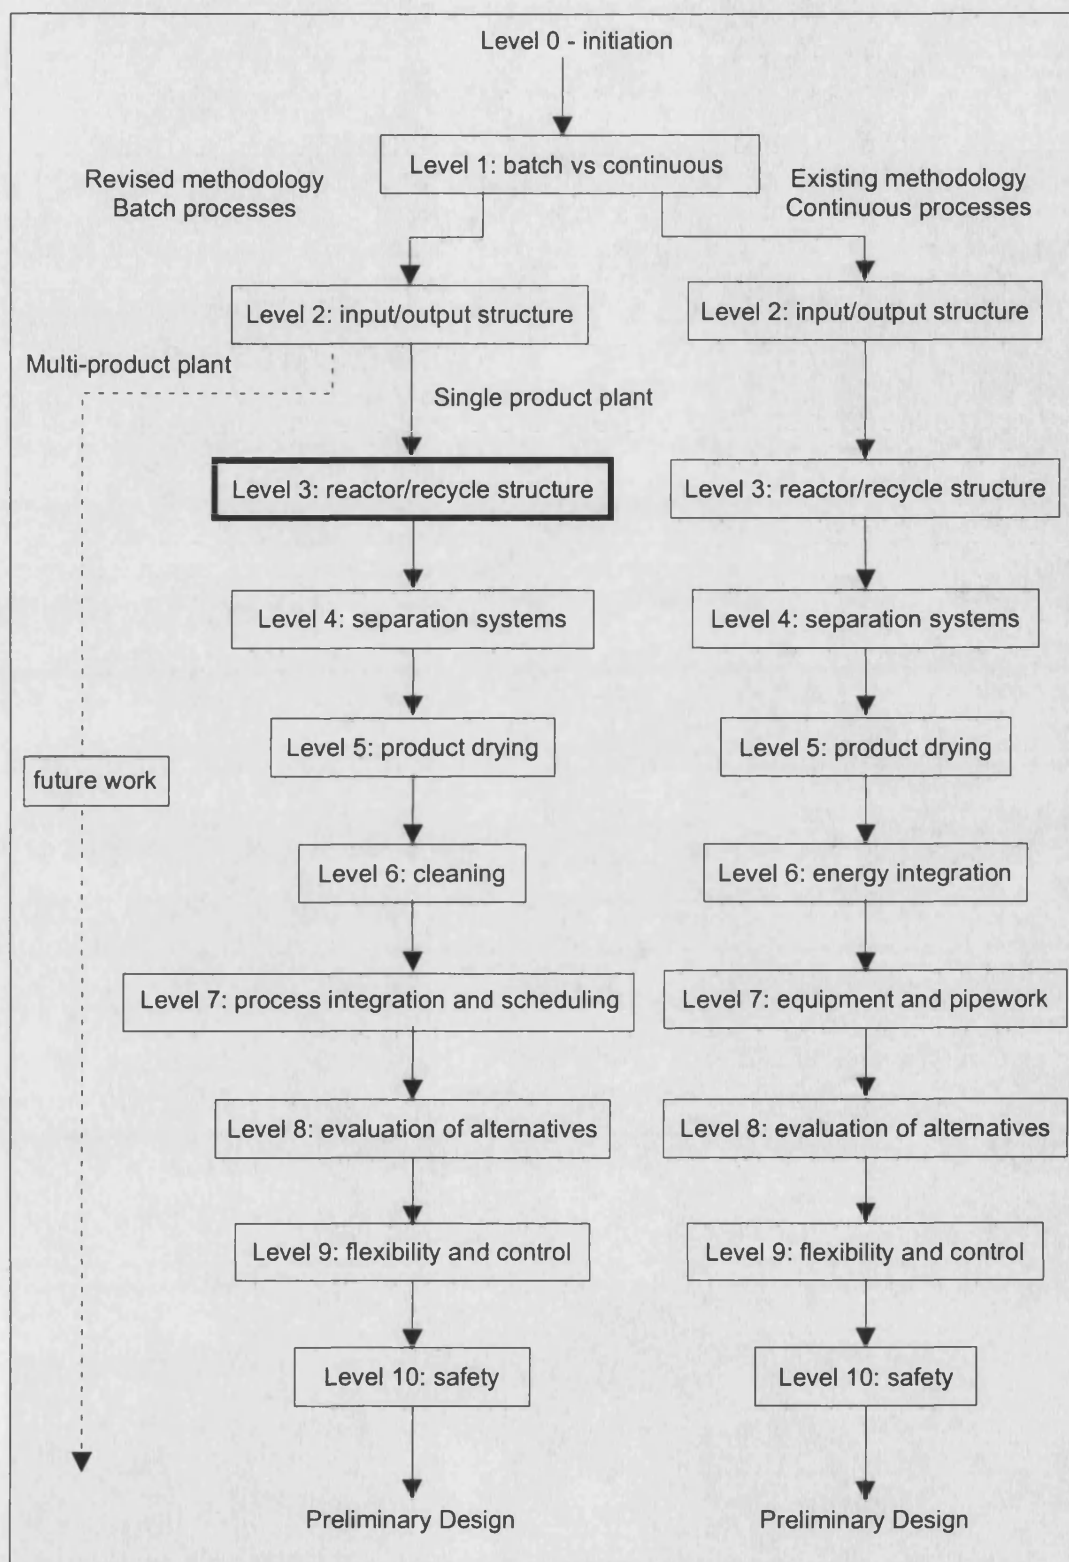 Level 0 - initiation
Level 1: batch vs continuous
Revised methodology
Batch processes
Existing methodology
Continuous processes
Level 2: input/output structure
Level 2: input/output structure
Multi-product plant
Single product plant
Level 3: reactor/recycle structure
Level 3: reactor/recycle structure
Level 4: separation systems
Level 4: separation systems
Level 5: product drying
Level 5: product drying
future work
Level 6: cleaning
Level 6: energy integration
Level 7: process integration and scheduling
Level 7: equipment and pipework
Level 8: evaluation of alternatives
Level 8: evaluation of alternatives
Level 9: flexibility and control
Level 9: flexibility and control
Level 10: safety
Level 10: safety
Preliminary Design
Preliminary Design